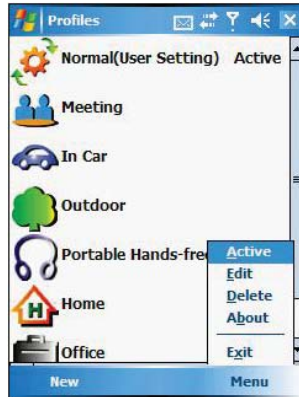 Profiles
Normal(User Setting) Active
Meeting
In Car
Outdoor
Portable Hands-fre
Home
Office
Active
Edit
Delete
About
Exit
New Menu